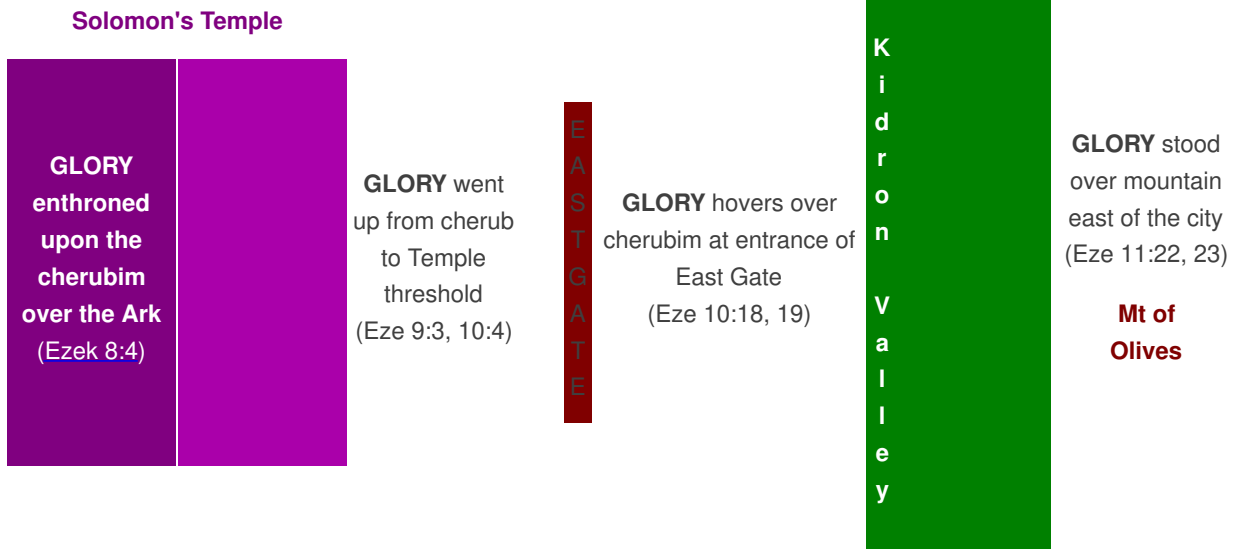 Solomon's Temple
GLORY
enthroned
upon the
cherubim
over the Ark
(Ezek 8:4)
GLORY went
up from cherub
to Temple
threshold
(Eze 9:3, 10:4)
E
A
S
T
G
A
T
E
GLORY hovers over
cherubim at entrance of
East Gate
(Eze 10:18, 19)
K
i
d
r
o
n
V
a
l
l
e
y
GLORY stood
over mountain
east of the city
(Eze 11:22, 23)
Mt of
Olives